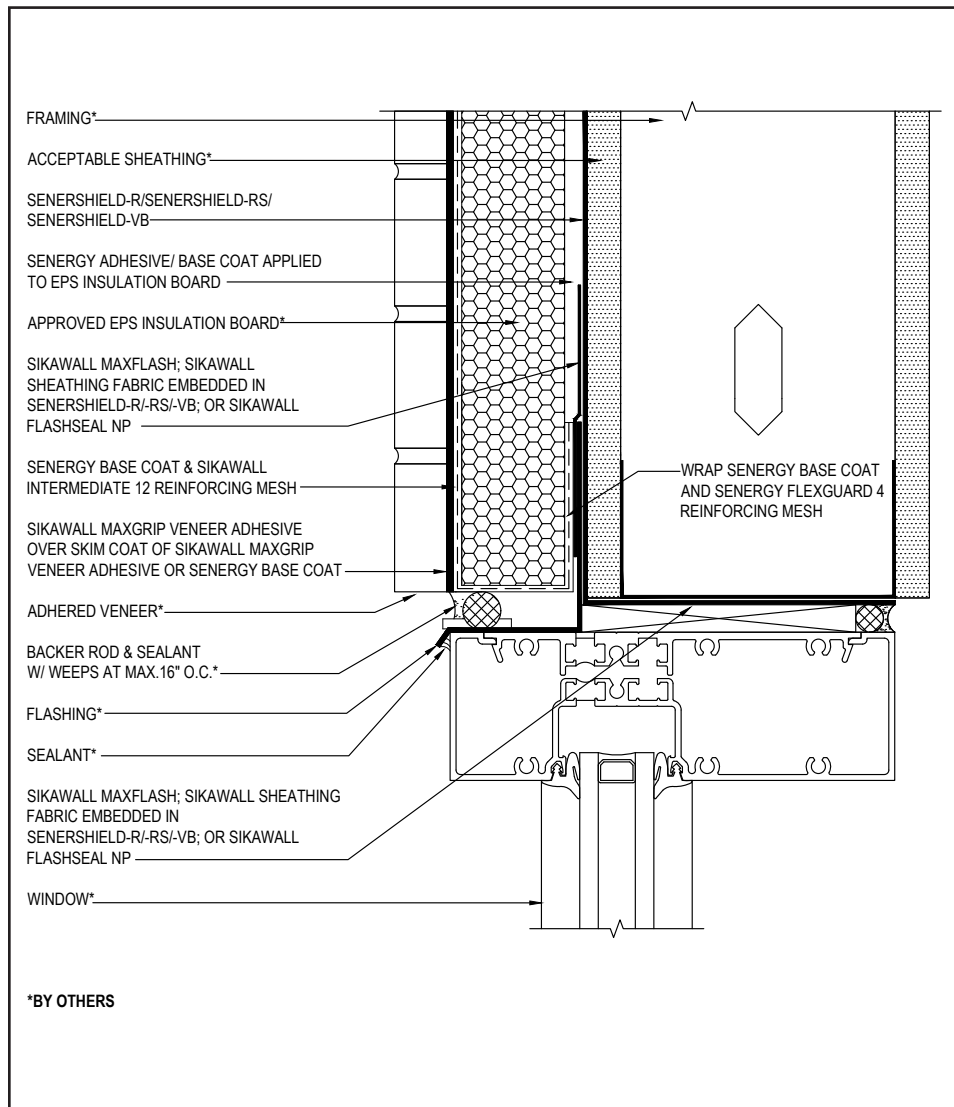 FRAMING*
ACCEPTABLE SHEATHING*
SENERSHIELD-R/SENERSHIELD-RS/
SENERSHIELD-VB
SENERGY ADHESIVE/ BASE COAT APPLIED
TO EPS INSULATION BOARD
APPROVED EPS INSULATION BOARD*
SIKAWALL MAXFLASH; SIKAWALL
SHEATHING FABRIC EMBEDDED IN
SENERSHIELD-R/-RS/-VB; OR SIKAWALL
FLASHSEAL NP
SENERGY BASE COAT & SIKAWALL
INTERMEDIATE 12 REINFORCING MESH
WRAP SENERGY BASE COAT
AND SENERGY FLEXGUARD 4
REINFORCING MESH
SIKAWALL MAXGRIP VENEER ADHESIVE
OVER SKIM COAT OF SIKAWALL MAXGRIP
VENEER ADHESIVE OR SENERGY BASE COAT
ADHERED VENEER*
BACKER ROD & SEALANT
W/ WEEPS AT MAX.16" O.C.*
FLASHING*
SEALANT*
SIKAWALL MAXFLASH; SIKAWALL SHEATHING
FABRIC EMBEDDED IN
SENERSHIELD-R/-RS/-VB; OR SIKAWALL
FLASHSEAL NP
WINDOW*
*BY OTHERS